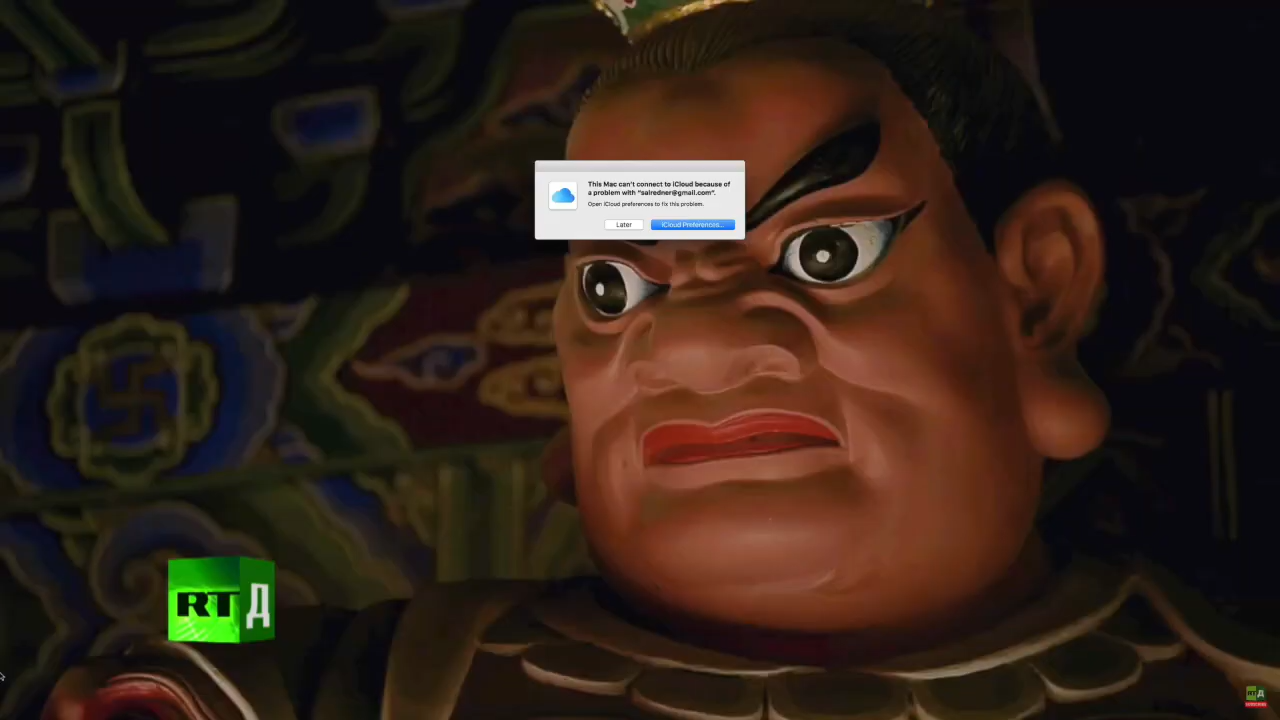 This Mac can't connect to iCloud because of
a problem with "salredner@gmail.com".
Open iCloud preferences to fix this problem.
Later
iCloud Preferences...
RT Д
RT Д